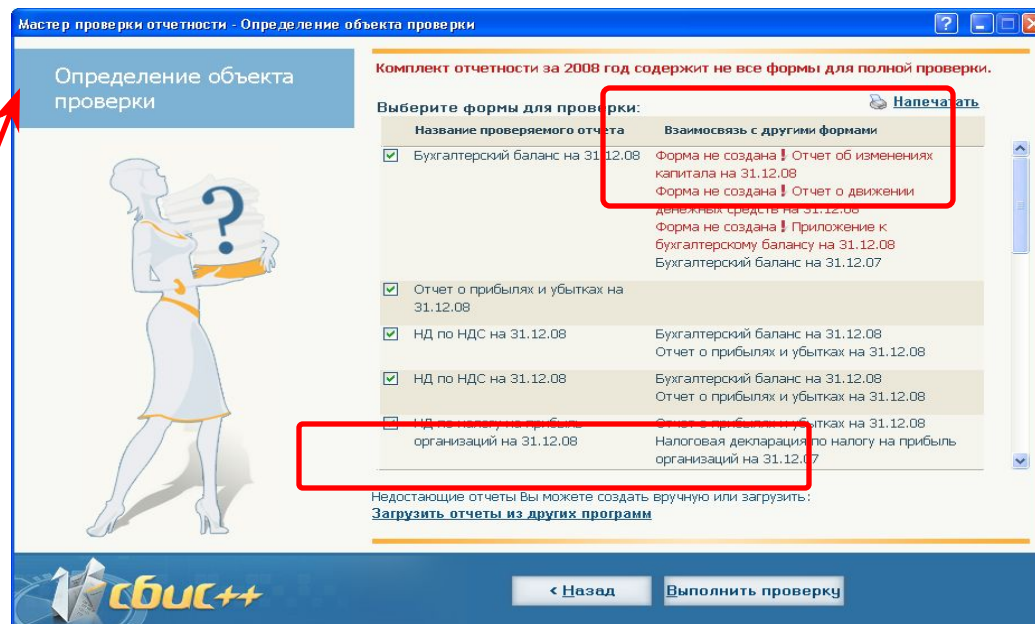 Мастер проверки отчетности - Определение объекта проверки
Определение объекта
проверки
Комплект отчетности за 2008 год содержит не все формы для полной проверки.
Выберите формы для проверки:
Напечатать
Название проверяемого отчета
Взаимосвязь с другими формами
Бухгалтерский баланс на 31.12.08
Форма не создана ! Отчет об изменениях
капитала на 31.12.08
Форма не создана ! Отчет о движении
денежных средств на 31.12.08
Форма не создана ! Приложение к
бухгалтерскому балансу на 31.12.08
Бухгалтерский баланс на 31.12.07
Отчет о прибылях и убытках на
31.12.08
НД по НДС на 31.12.08
Бухгалтерский баланс на 31.12.08
Отчет о прибылях и убытках на 31.12.08
НД по НДС на 31.12.08
Бухгалтерский баланс на 31.12.08
Отчет о прибылях и убытках на 31.12.08
НД по налогу на прибыль
организаций на 31.12.08
Отчет о прибылях и убытках на 31.12.08
Налоговая декларация по налогу на прибыль
организаций на 31.12.07
Недостающие отчеты Вы можете создать вручную или загрузить:
Загрузить отчеты из других программ
?
сбис++
< Назад
Выполнить проверку